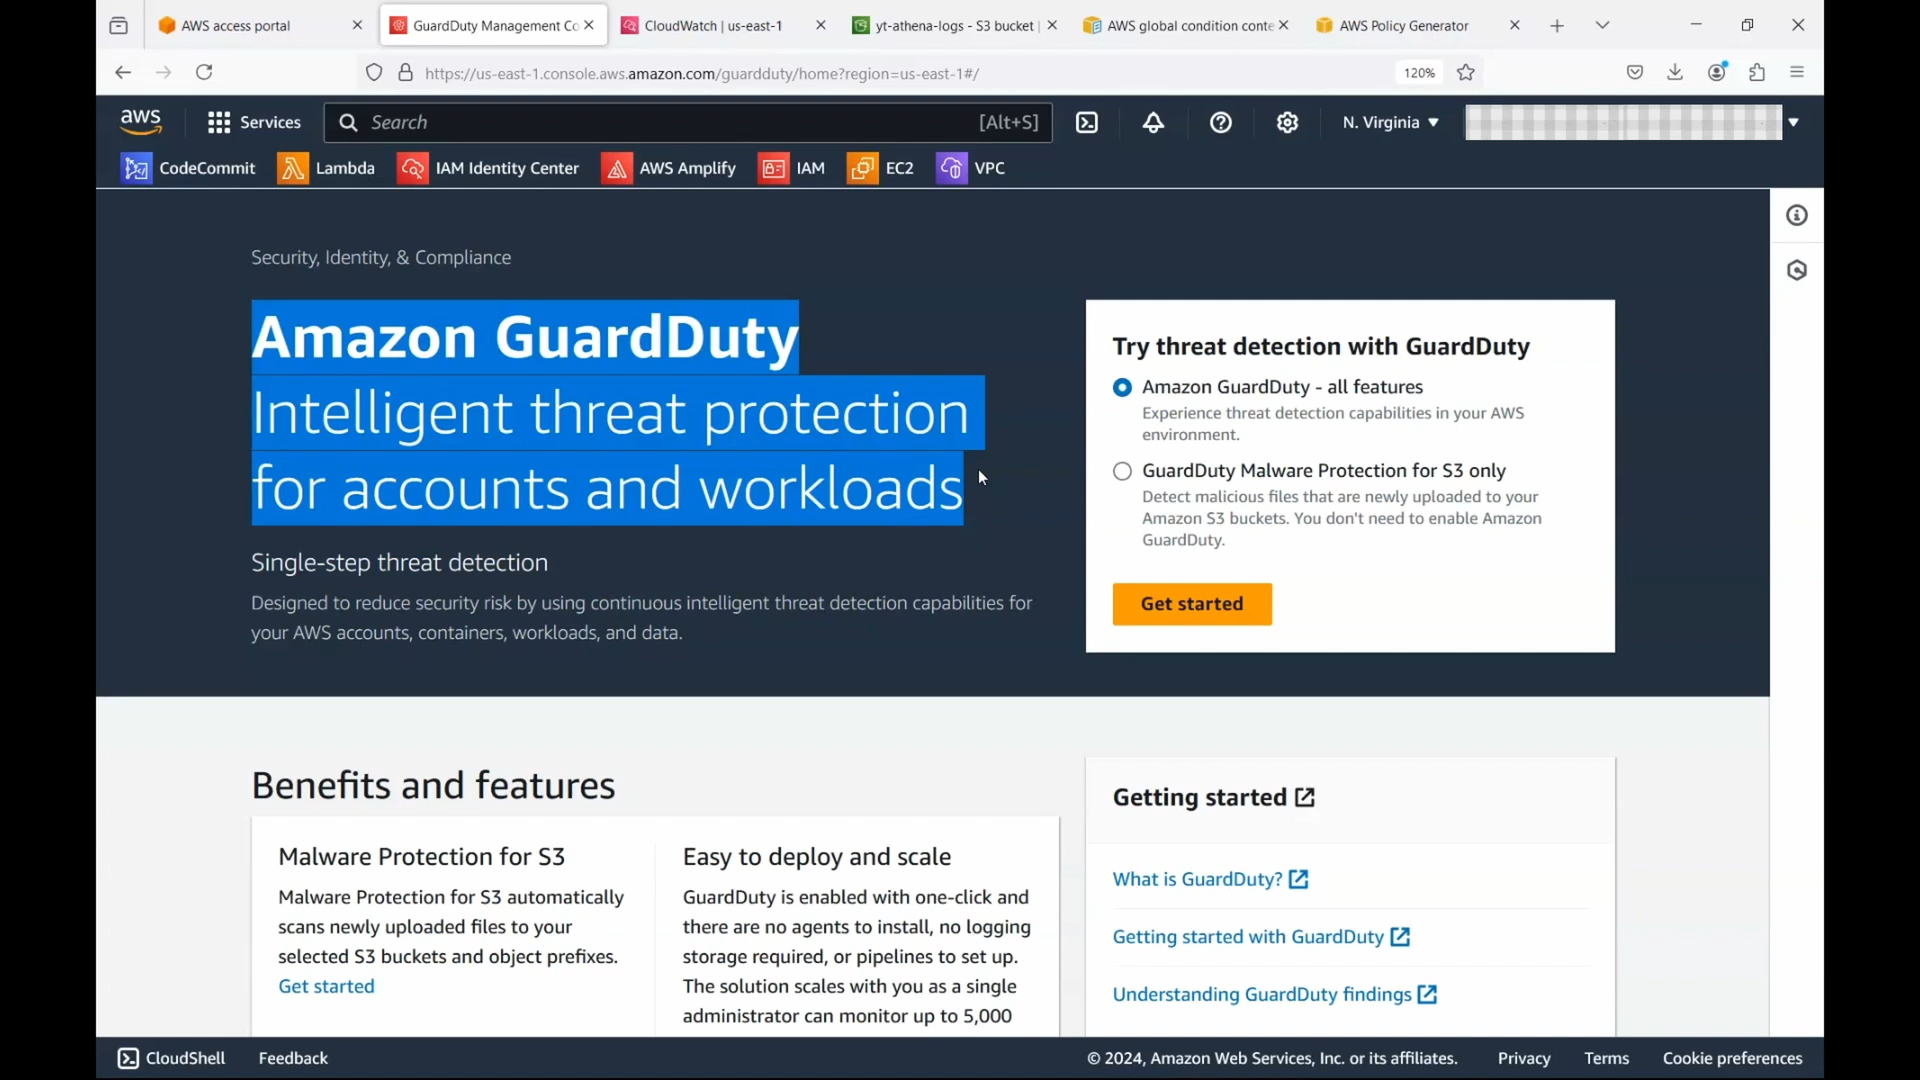 AWS access portal
GuardDuty Management Co
CloudWatch | us-east-1
yt-athena-logs - S3 bucket |
AWS global condition conte
AWS Policy Generator
https://us-east-1.console.aws.amazon.com/guardduty/home?region=us-east-1#/
120%
aws
Services
Search
[Alt+S]
N. Virginia
CodeCommit
Lambda
IAM Identity Center
AWS Amplify
IAM
EC2
VPC
Security, Identity, & Compliance
Amazon GuardDuty
Intelligent threat protection
for accounts and workloads
Single-step threat detection
Designed to reduce security risk by using continuous intelligent threat detection capabilities for
your AWS accounts, containers, workloads, and data.
Try threat detection with GuardDuty
Amazon GuardDuty - all features
Experience threat detection capabilities in your AWS
environment.
GuardDuty Malware Protection for S3 only
Detect malicious files that are newly uploaded to your
Amazon S3 buckets. You don't need to enable Amazon
GuardDuty.
Get started
Benefits and features
Malware Protection for S3
Malware Protection for S3 automatically
scans newly uploaded files to your
selected S3 buckets and object prefixes.
Get started
Easy to deploy and scale
GuardDuty is enabled with one-click and
there are no agents to install, no logging
storage required, or pipelines to set up.
The solution scales with you as a single
administrator can monitor up to 5,000
Getting started
What is GuardDuty?
Getting started with GuardDuty
Understanding GuardDuty findings
CloudShell
Feedback
© 2024, Amazon Web Services, Inc. or its affiliates.
Privacy
Terms
Cookie preferences